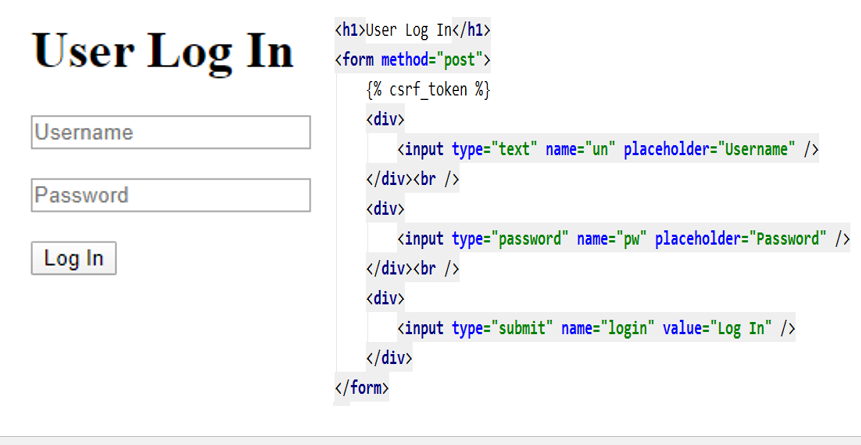 User Log In
Username
Password
Log In
<h1>User Log In</h1>
<form method="post">
{% csrf_token %}
<div>
<input type="text" name="un" placeholder="Username" />
</div><br />
<div>
<input type="password" name="pw" placeholder="Password" />
</div><br />
<div>
<input type="submit" name="login" value="Log In" />
</div>
</form>